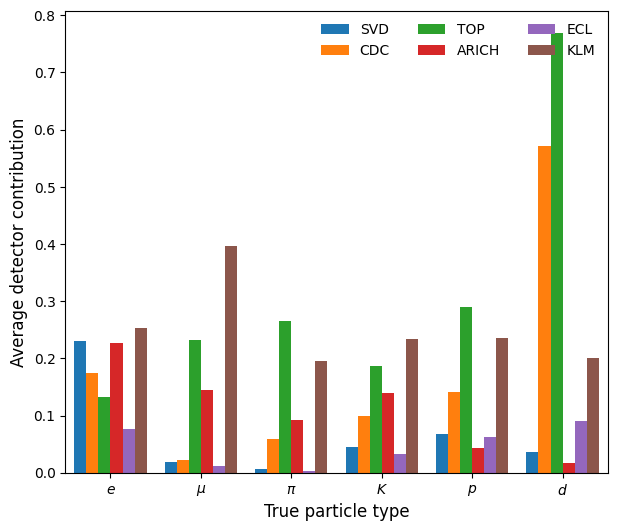 SVD TOP ECL
CDC ARICH KLM
Average detector contribution
0.8
0.7
0.6
0.5
0.4
0.3
0.2
0.1
0.0
e μ π K p d
True particle type